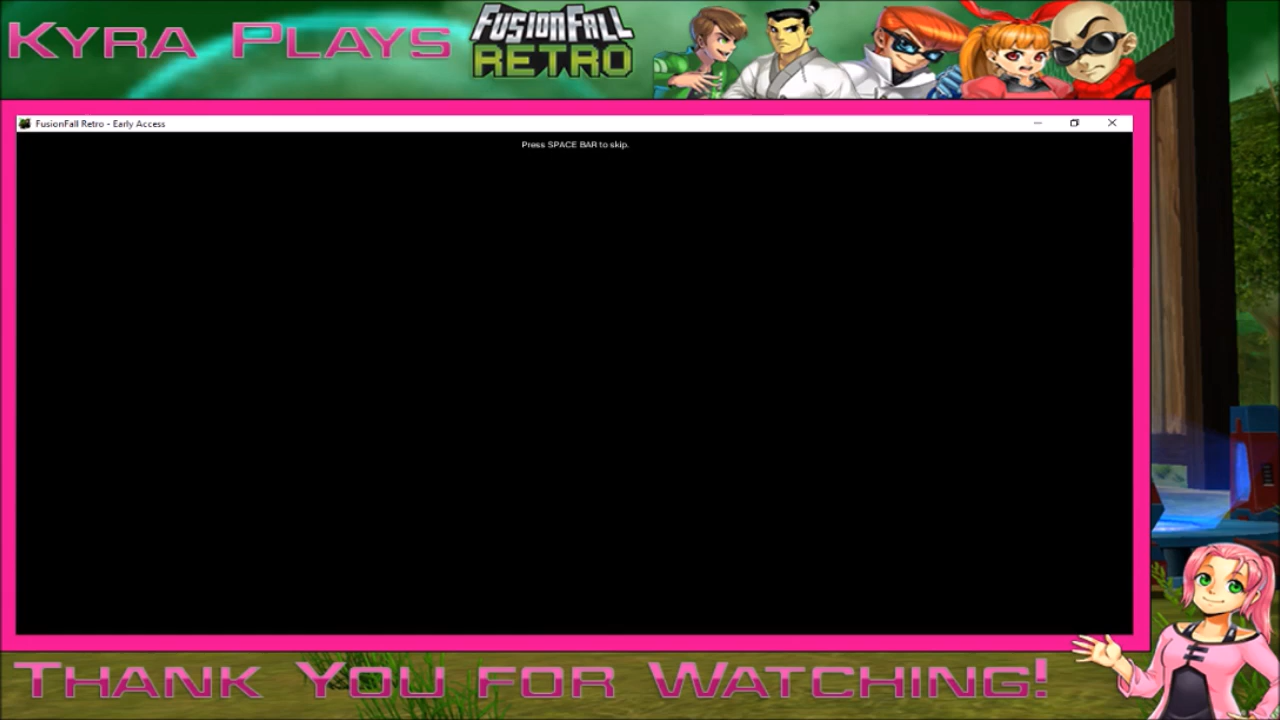 Kyra Plays
FUSIONFALL
RETRO
FusionFall Retro - Early Access
Press SPACE BAR to skip.
Thank You for Watching!